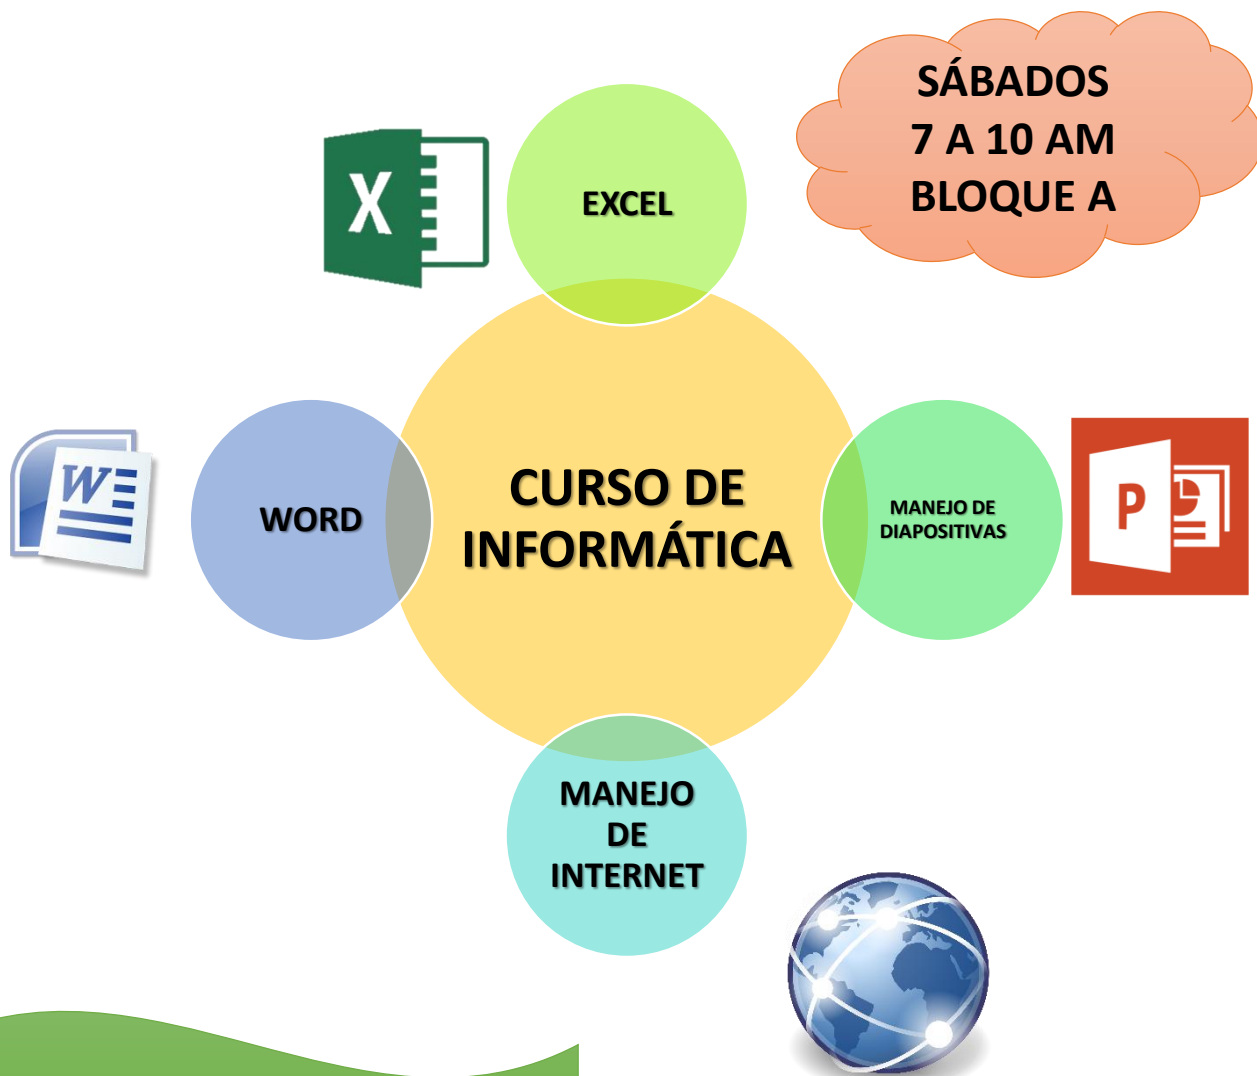 SÁBADOS
7 A 10 AM
BLOQUE A
X
EXCEL
W
WORD
CURSO DE
INFORMÁTICA
MANEJO DE
DIAPOSITIVAS
P
MANEJO
DE
INTERNET